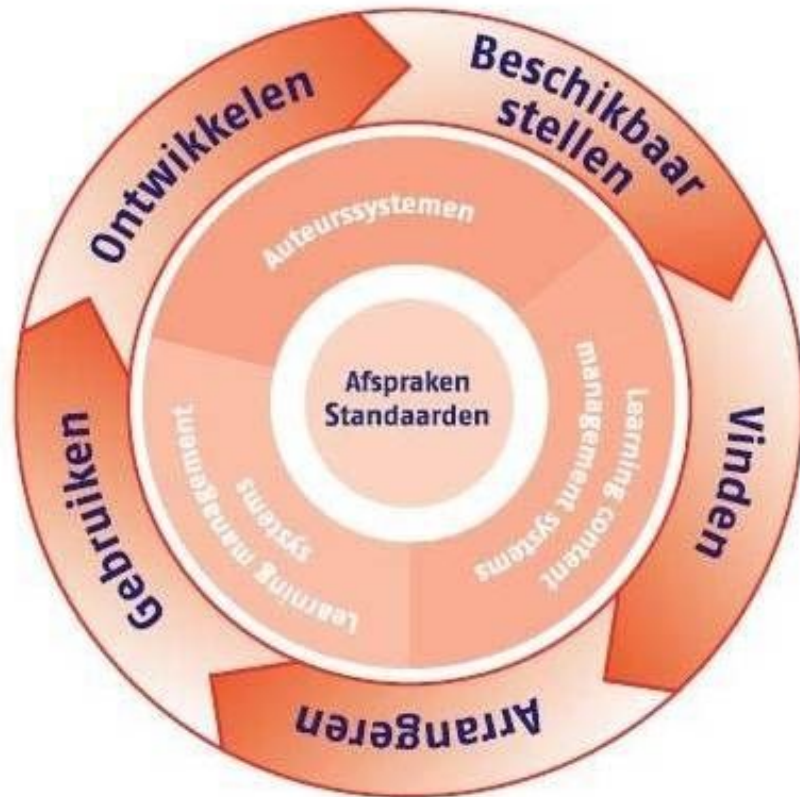 Ontwikkelen
Beschikbaar
stellen
Vinden
Arrangeren
Gebruiken
Auteurssystemen
Learning content
management systems
Learning management
systems
Afspraken
Standaarden